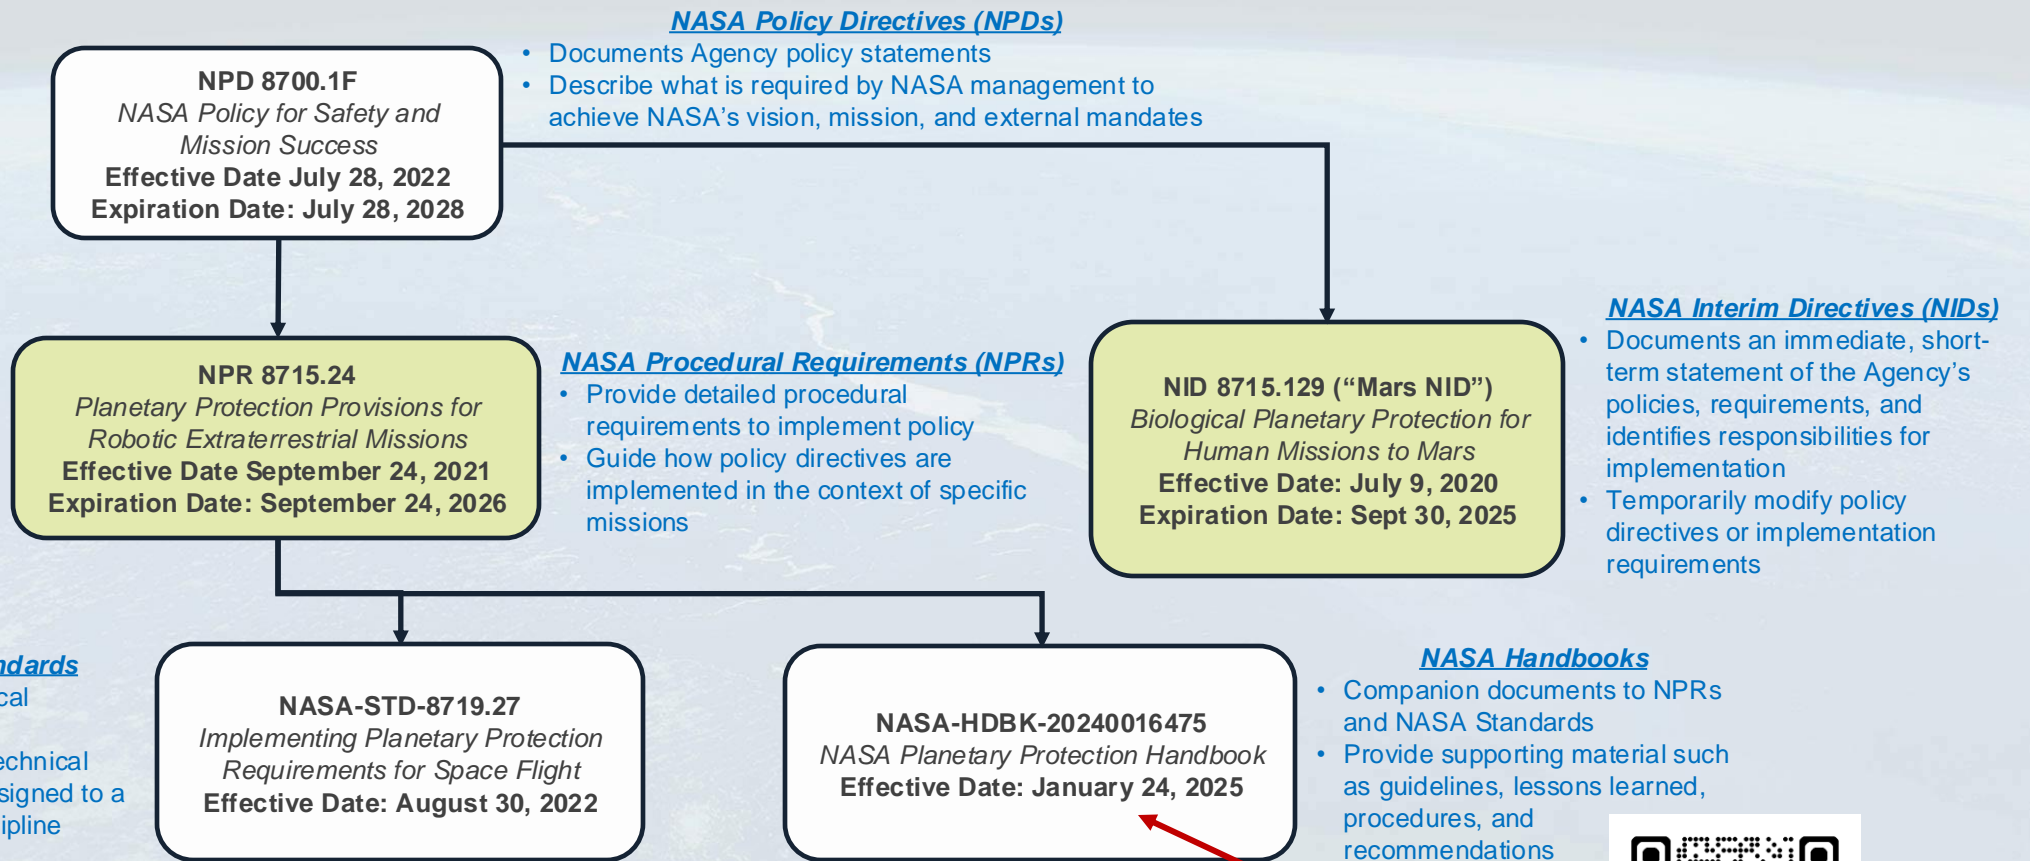 NASA Policy Directives (NPDs)
• Documents Agency policy statements
• Describe what is required by NASA management to
achieve NASA’s vision, mission, and external mandates
NPD 8700.1F
NASA Policy for Safety and
Mission Success
Effective Date July 28, 2022
Expiration Date: July 28, 2028
NPR 8715.24
Planetary Protection Provisions for
Robotic Extraterrestrial Missions
Effective Date September 24, 2021
Expiration Date: September 24, 2026
NASA Procedural Requirements (NPRs)
• Provide detailed procedural
requirements to implement policy
• Guide how policy directives are
implemented in the context of specific
missions
NID 8715.129 (“Mars NID”)
Biological Planetary Protection for
Human Missions to Mars
Effective Date: July 9, 2020
Expiration Date: Sept 30, 2025
NASA Interim Directives (NIDs)
• Documents an immediate, short-
term statement of the Agency’s
policies, requirements, and
identifies responsibilities for
implementation
• Temporarily modify policy
directives or implementation
requirements
ndards
cal
echnical
signed to a
ipline
NASA-STD-8719.27
Implementing Planetary Protection
Requirements for Space Flight
Effective Date: August 30, 2022
NASA-HDBK-20240016475
NASA Planetary Protection Handbook
Effective Date: January 24, 2025
NASA Handbooks
• Companion documents to NPRs
and NASA Standards
• Provide supporting material such
as guidelines, lessons learned,
procedures, and
recommendations